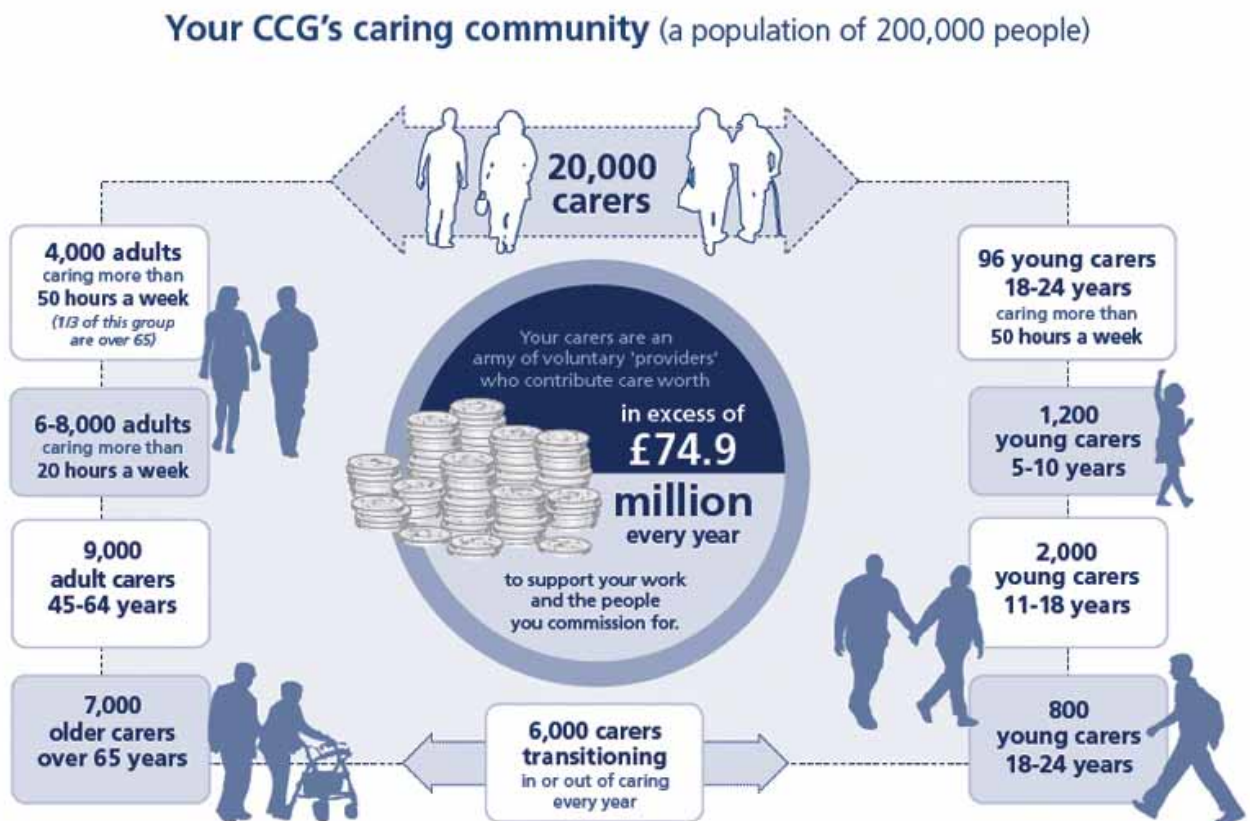 Your CCG's caring community (a population of 200,000 people)
20,000
carers
4,000 adults
caring more than
50 hours a week
(1/3 of this group
are over 65)
6-8,000 adults
caring more than
20 hours a week
9,000
adult carers
45-64 years
7,000
older carers
over 65 years
Your carers are an
army of voluntary 'providers'
who contribute care worth
in excess of
£74.9
million
every year
to support your work
and the people
you commission for.
6,000 carers
transitioning
in or out of caring
every year
96 young carers
18-24 years
caring more than
50 hours a week
1,200
young carers
5-10 years
2,000
young carers
11-18 years
800
young carers
18-24 years